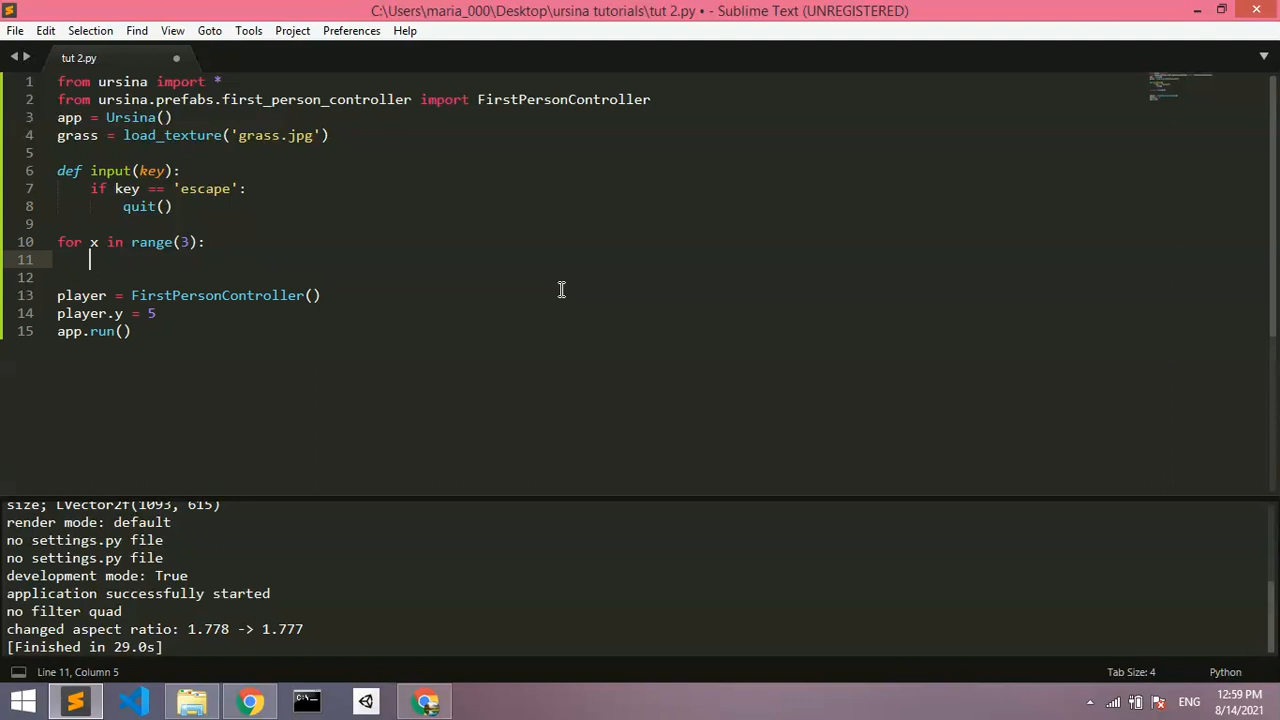 C:\Users\maria_000\Desktop\ursina tutorials\tut 2.py • - Sublime Text (UNREGISTERED)
File Edit Selection Find View Goto Tools Project Preferences Help
tut 2.py
1 from ursina import *
2 from ursina.prefabs.first_person_controller import FirstPersonController
3 app = Ursina()
4 grass = load_texture('grass.jpg')
5
6 def input(key):
7     if key == 'escape':
8         quit()
9
10 for x in range(3):
11
12
13 player = FirstPersonController()
14 player.y = 5
15 app.run()
size; LVector2f(1093, 615)
render mode: default
no settings.py file
no settings.py file
development mode: True
application successfully started
no filter quad
changed aspect ratio: 1.778 -> 1.777
[Finished in 29.0s]
Line 11, Column 5 Tab Size: 4 Python
ENG 12:59 PM
8/14/2021